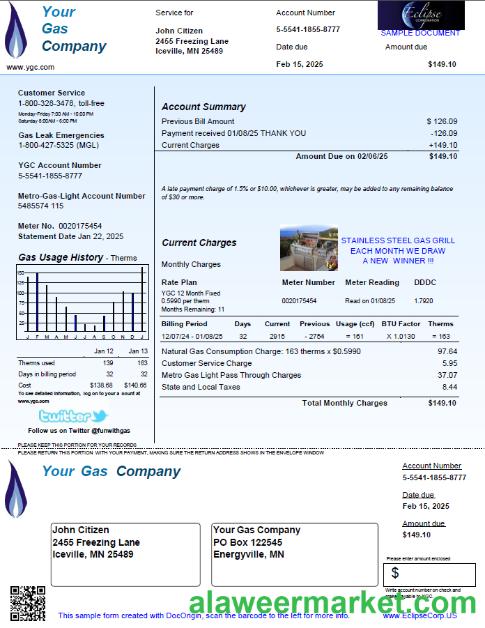 Your
Gas
Company
www.ygc.com
Service for
John Citizen
2455 Freezing Lane
Iceville, MN 25489
Account Number
5-5541-1855-8777
Date due
Feb 15, 2025
Eclipse
CORPORATION
SAMPLE DOCUMENT
Amount due
$149.10
Customer Service
1-800-328-3478, toll-free
Monday-Friday 7:00 AM - 10:00 PM
Saturday 8:00AM - 6:00 PM
Gas Leak Emergencies
1-800-427-5325 (MGL)
YGC Account Number
5-5541-1855-8777
Metro-Gas-Light Account Number
5485574 115
Meter No. 0020175454
Statement Date Jan 22, 2025
Gas Usage History - Therms
150
125
100
75
50
25
J F M A M J J A S O N D J
Jan 12 Jan 13
Therms used 139 163
Days in billing period 32 32
Cost $138.68 $140.66
To see detailed information, log on to your a ount at
www.ygc.com
twitter
Follow us on Twitter @funwithgas
Account Summary
Previous Bill Amount $ 126.09
Payment received 01/08/25 THANK YOU -126.09
Current Charges +149.10
Amount Due on 02/06/25 $149.10
A late payment charge of 1.5% or $10.00, whichever is greater, may be added to any remaining balance
of $30 or more.
Current Charges
Monthly Charges
STAINLESS STEEL GAS GRILL
EACH MONTH WE DRAW
A NEW WINNER !!!
Rate Plan Meter Number Meter Reading DDDC
YGC 12 Month Fixed
0.5990 per therm 0020175454 Read on 01/08/25 1.7920
Months Remaining: 11
Billing Period Days Current Previous Usage (ccf) BTU Factor Therms
12/07/24 - 01/08/25 32 2915 - 2754 = 161 X 1.0130 = 163
Natural Gas Consumption Charge: 163 therms x $0.5990 97.64
Customer Service Charge 5.95
Metro Gas Light Pass Through Charges 37.07
State and Local Taxes 8.44
Total Monthly Charges $149.10
PLEASE KEEP THIS PORTION FOR YOUR RECORDS
PLEASE RETURN THIS PORTION WITH YOUR PAYMENT, MAKING SURE THE RETURN ADDRESS SHOWS IN THE ENVELOPE WINDOW
Your Gas Company
Account Number
5-5541-1855-8777
Date due
Feb 15, 2025
Amount due
$149.10
John Citizen
2455 Freezing Lane
Iceville, MN 25489
Your Gas Company
PO Box 122545
Energyville, MN
Please enter amount enclosed
$
Write account number on check and
alaweermarket.com
This sample form created with DocOrigin, scan the barcode to the left for more info. www.EclipseCorp.US